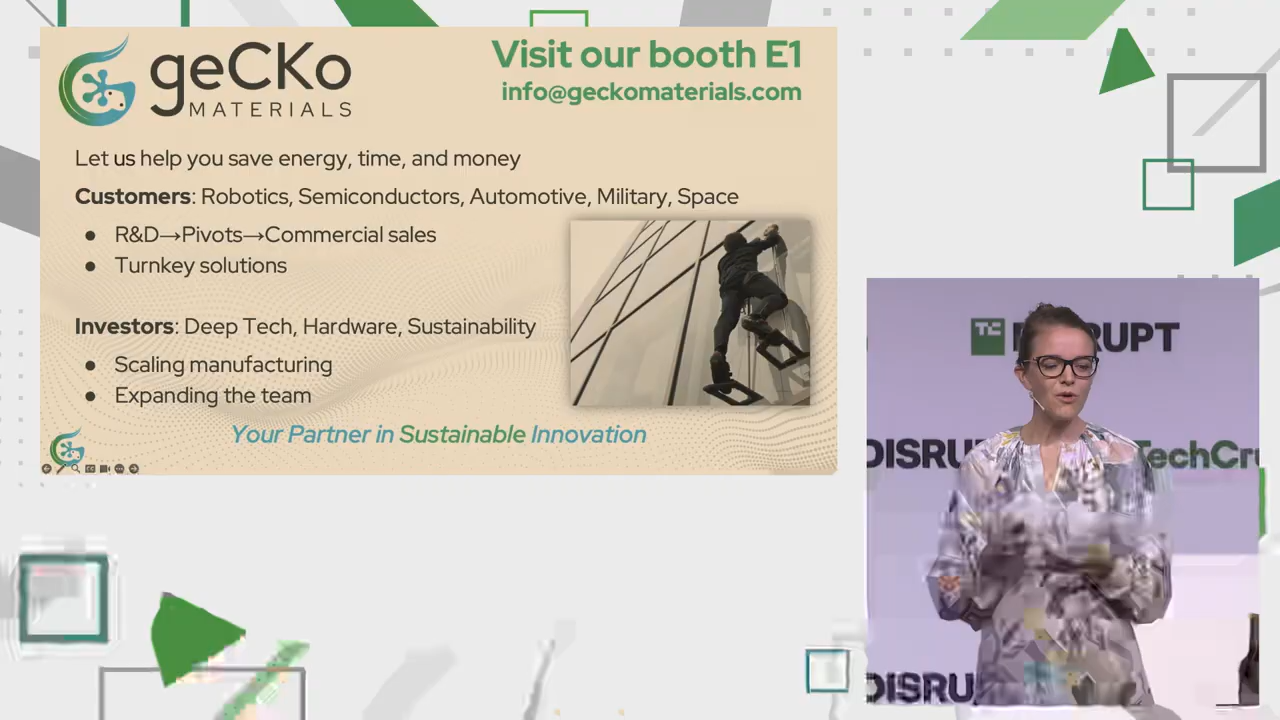 geCKo
MATERIALS
Visit our booth E1
info@geckomaterials.com
Let us help you save energy, time, and money
Customers: Robotics, Semiconductors, Automotive, Military, Space
● R&D→Pivots→Commercial sales
● Turnkey solutions
Investors: Deep Tech, Hardware, Sustainability
● Scaling manufacturing
● Expanding the team
Your Partner in Sustainable Innovation
TC
RUPT
DISRU
TechCru
DISRU